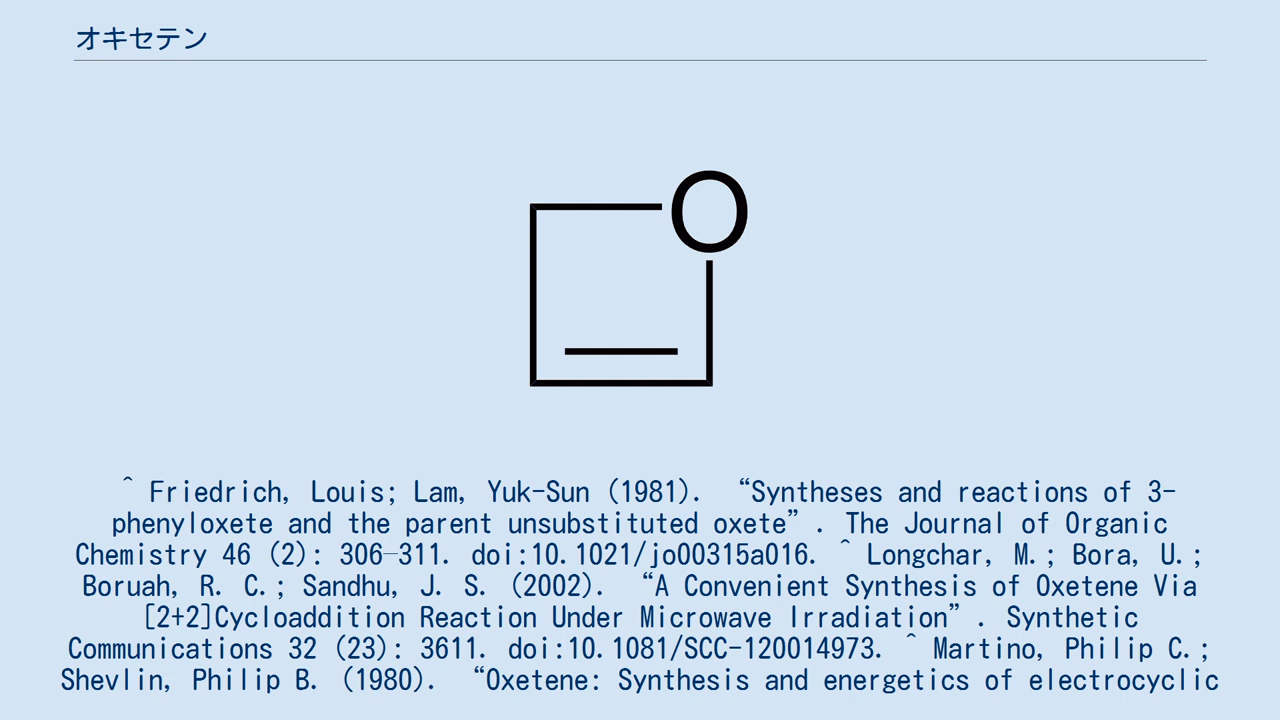 オキセテン
O
^ Friedrich, Louis; Lam, Yuk-Sun (1981). “Syntheses and reactions of 3-
phenyloxete and the parent unsubstituted oxete”. The Journal of Organic
Chemistry 46 (2): 306–311. doi:10.1021/jo00315a016. ^ Longchar, M.; Bora, U.;
Boruah, R. C.; Sandhu, J. S. (2002). “A Convenient Synthesis of Oxetene Via
[2+2]Cycloaddition Reaction Under Microwave Irradiation”. Synthetic
Communications 32 (23): 3611. doi:10.1081/SCC-120014973. ^ Martino, Philip C.;
Shevlin, Philip B. (1980). “Oxetene: Synthesis and energetics of electrocyclic